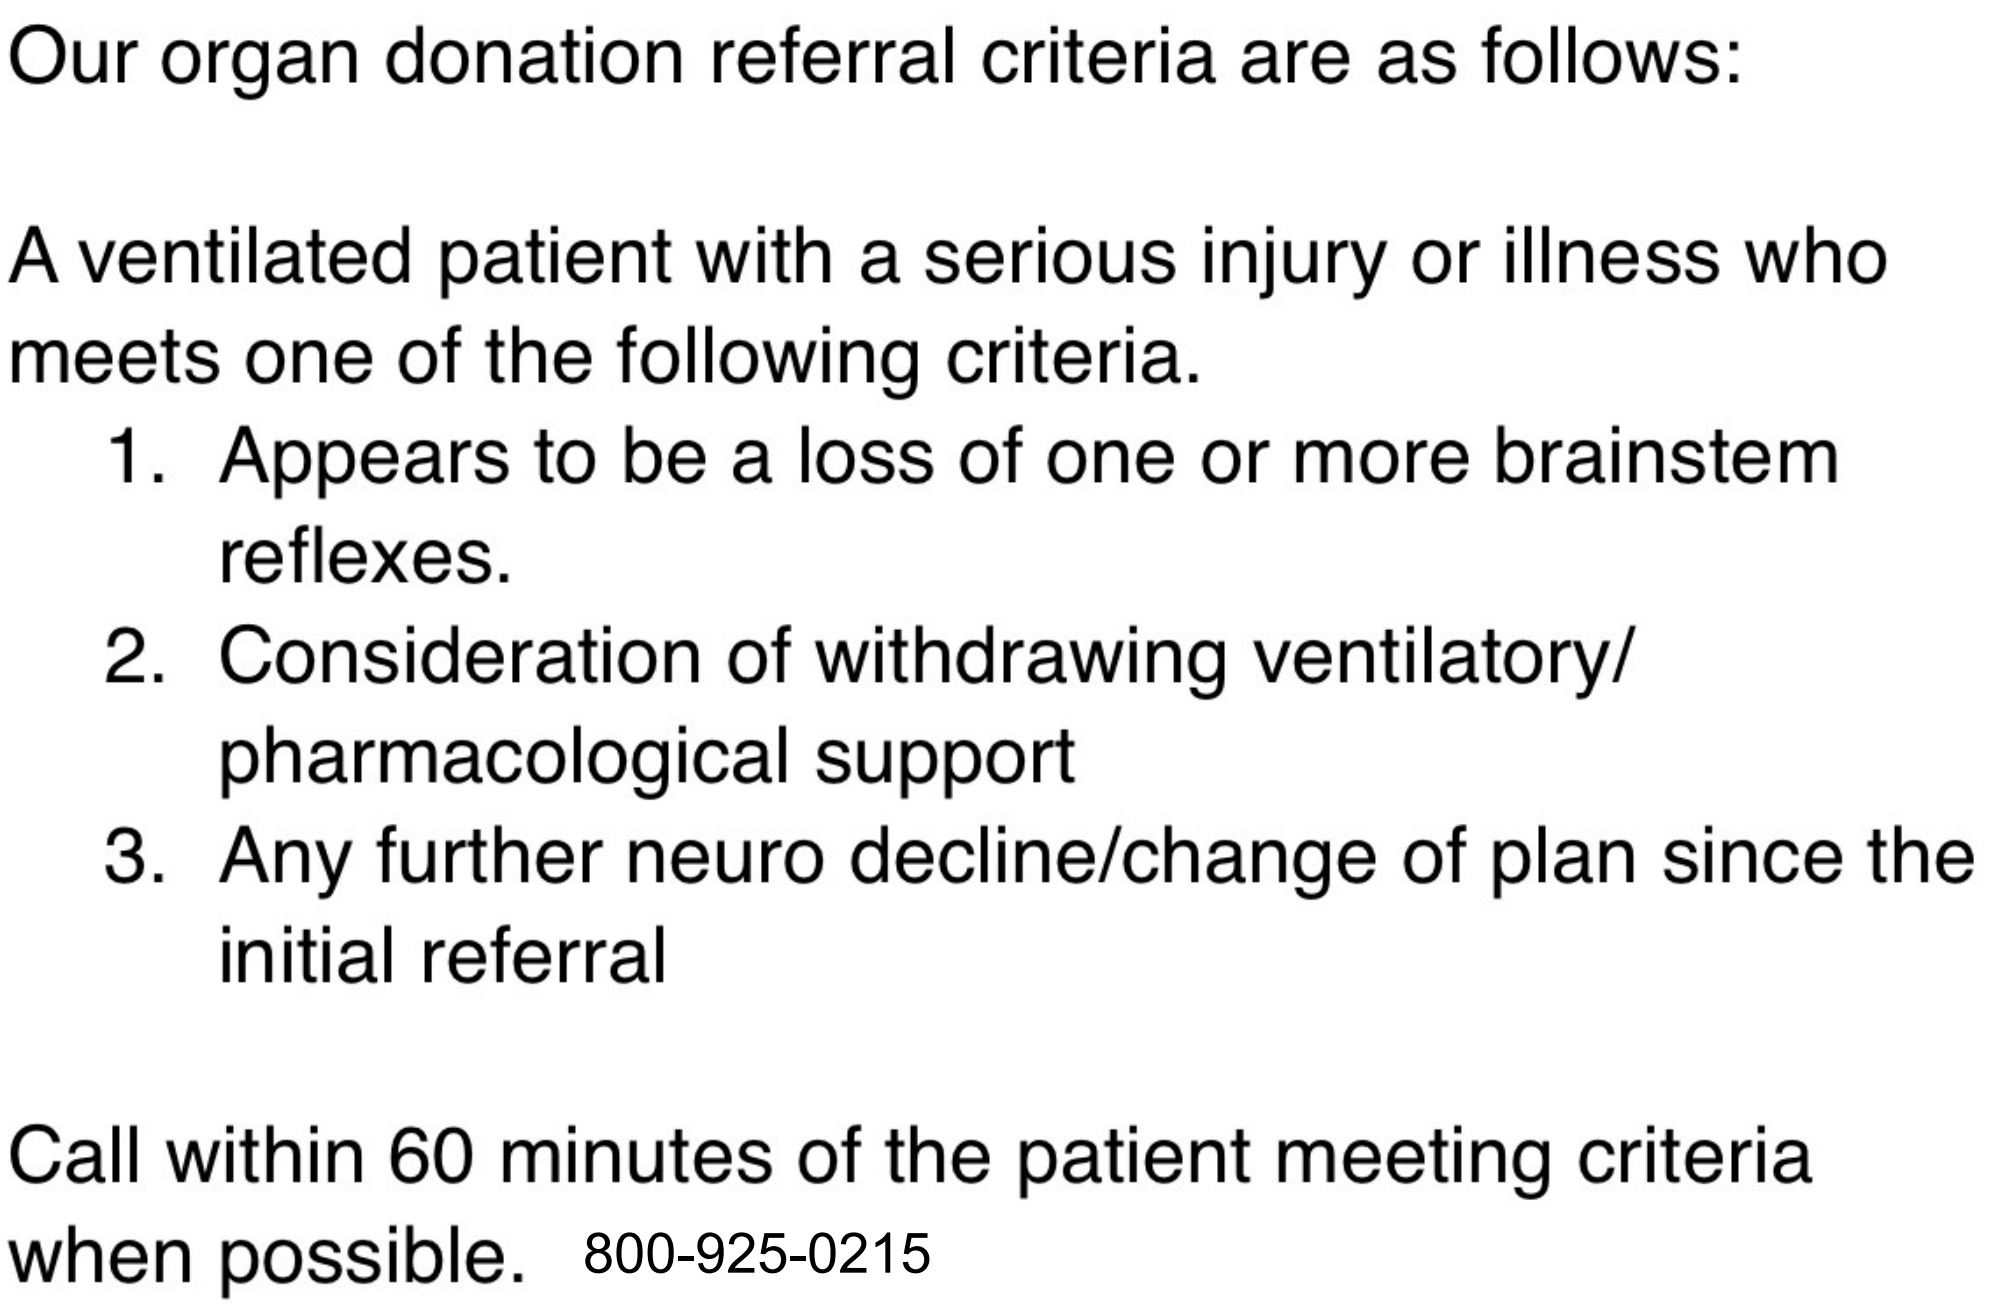 Our organ donation referral criteria are as follows:
A ventilated patient with a serious injury or illness who
meets one of the following criteria.
1. Appears to be a loss of one or more brainstem
reflexes.
2. Consideration of withdrawing ventilatory/
pharmacological support
3. Any further neuro decline/change of plan since the
initial referral
Call within 60 minutes of the patient meeting criteria
when possible. 800-925-0215